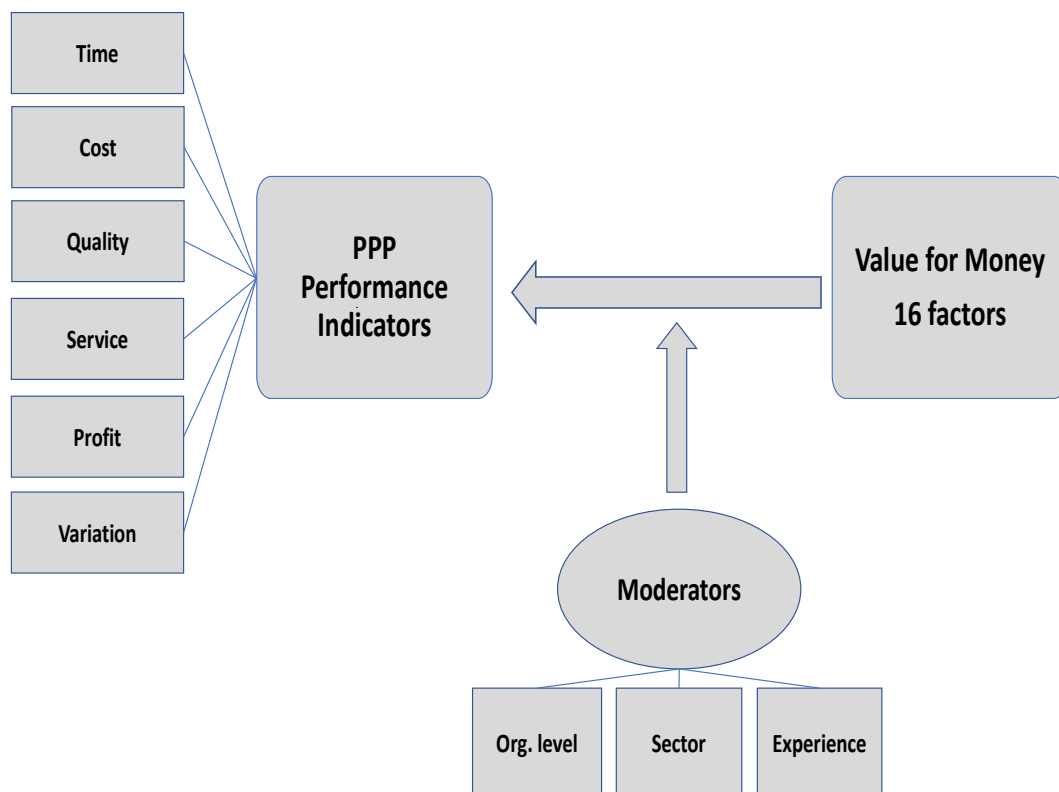 Time
Cost
Quality
Service
Profit
Variation
PPP
Performance
Indicators
Value for Money
16 factors
Moderators
Org. level
Sector
Experience